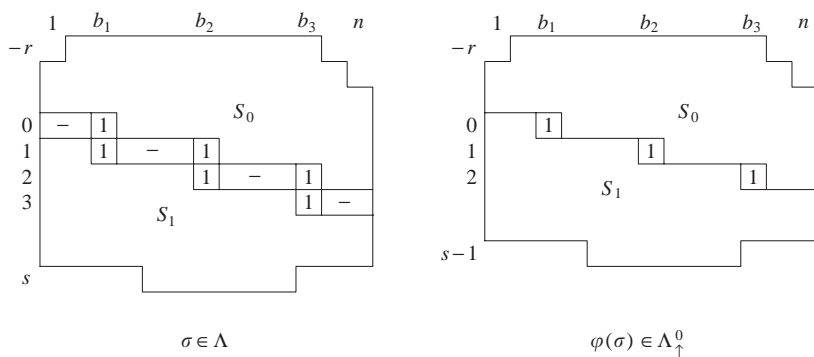 1 b₁ b₂ b₃ n
−r
S₀
0 − 1
1 1 − 1
2 1 − 1
3 1 −
S₁
s
σ ∈ Λ
1 b₁ b₂ b₃ n
−r
S₀
0 1
1 1
2 1
S₁
s−1
φ(σ) ∈ Λ⁰↑